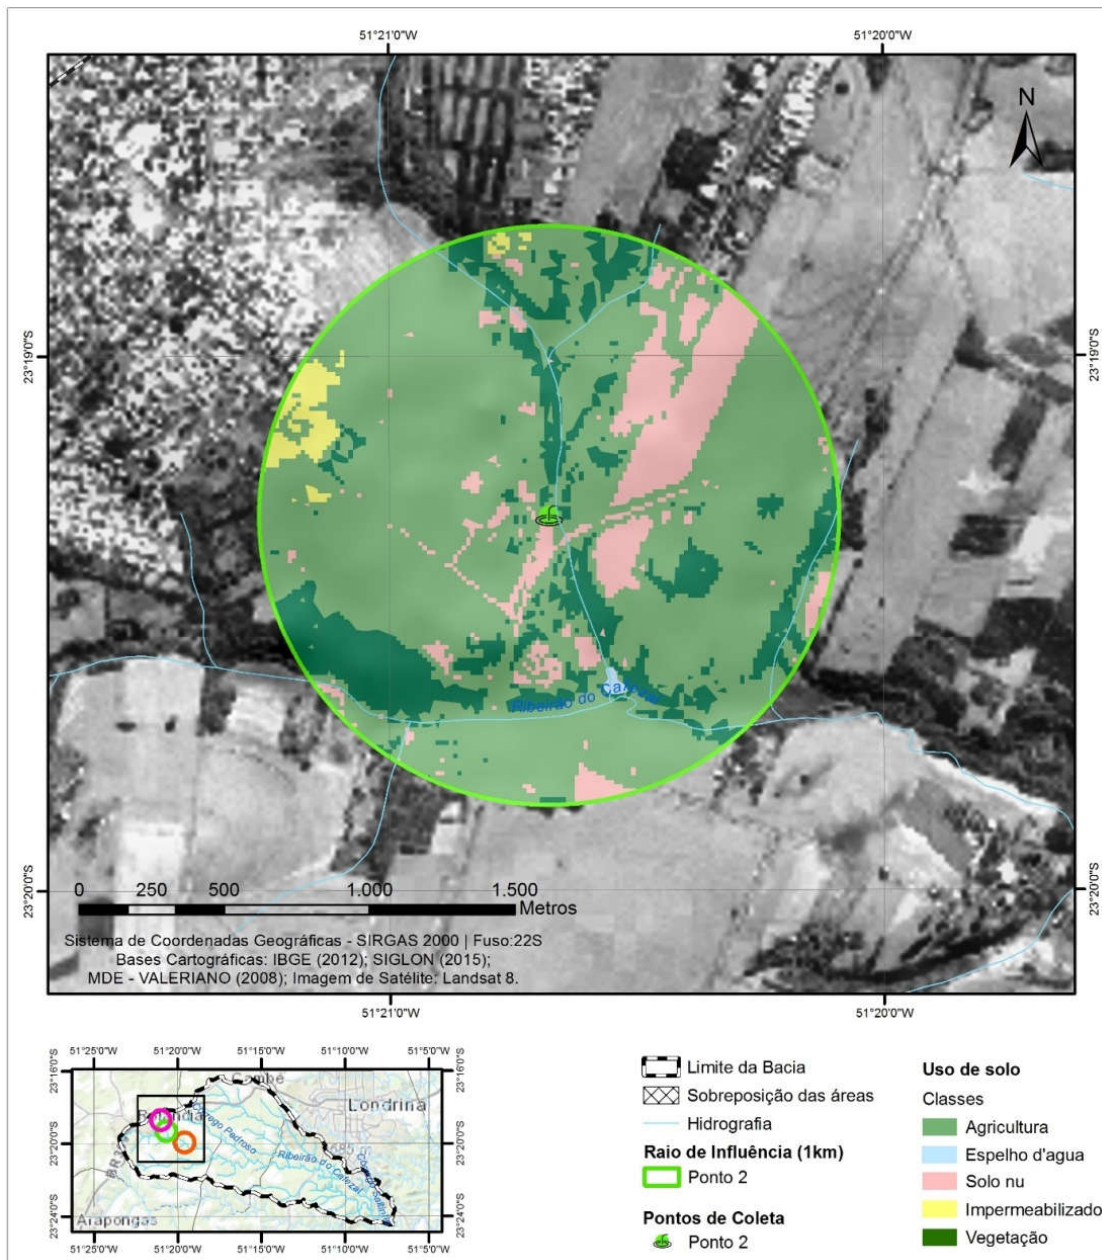 51°21'0"W
51°20'0"W
N
23°19'0"S
23°19'0"S
Ribeirão do Cafezal
23°20'0"S
23°20'0"S
0 250 500 1.000 1.500
Metros
Sistema de Coordenadas Geográficas - SIRGAS 2000 | Fuso:22S
Bases Cartográficas: IBGE (2012); SIGLON (2015);
MDE - VALERIANO (2008); Imagem de Satélite: Landsat 8.
51°21'0"W
51°20'0"W
51°25'0"W 51°20'0"W 51°15'0"W 51°10'0"W 51°5'0"W
23°16'0"S
23°16'0"S
Cambé
Londrina
Rolândia
Córrego Pedroso
23°20'0"S
23°20'0"S
Ribeirão do Cafezal
23°24'0"S
23°24'0"S
Arapongas
51°25'0"W 51°20'0"W 51°15'0"W 51°10'0"W 51°5'0"W
Limite da Bacia
Sobreposição das áreas
Hidrografia
Raio de Influência (1km)
Ponto 2
Pontos de Coleta
Ponto 2
Uso de solo
Classes
Agricultura
Espelho d'agua
Solo nu
Impermeabilizado
Vegetação